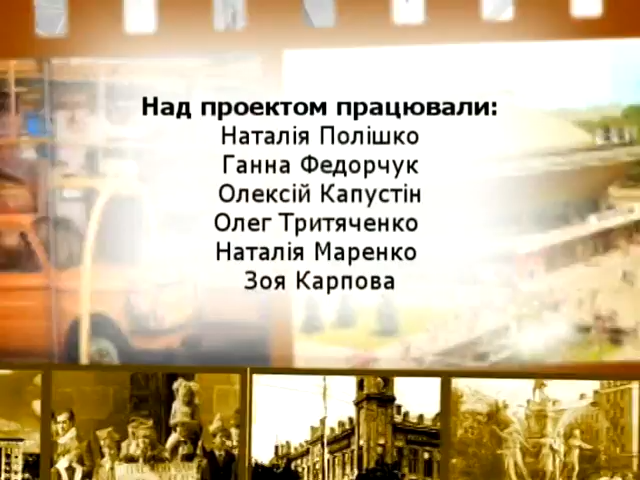 Над проектом працювали:
Наталія Полішко
Ганна Федорчук
Олексій Капустін
Олег Тритяченко
Наталія Маренко
Зоя Карпова